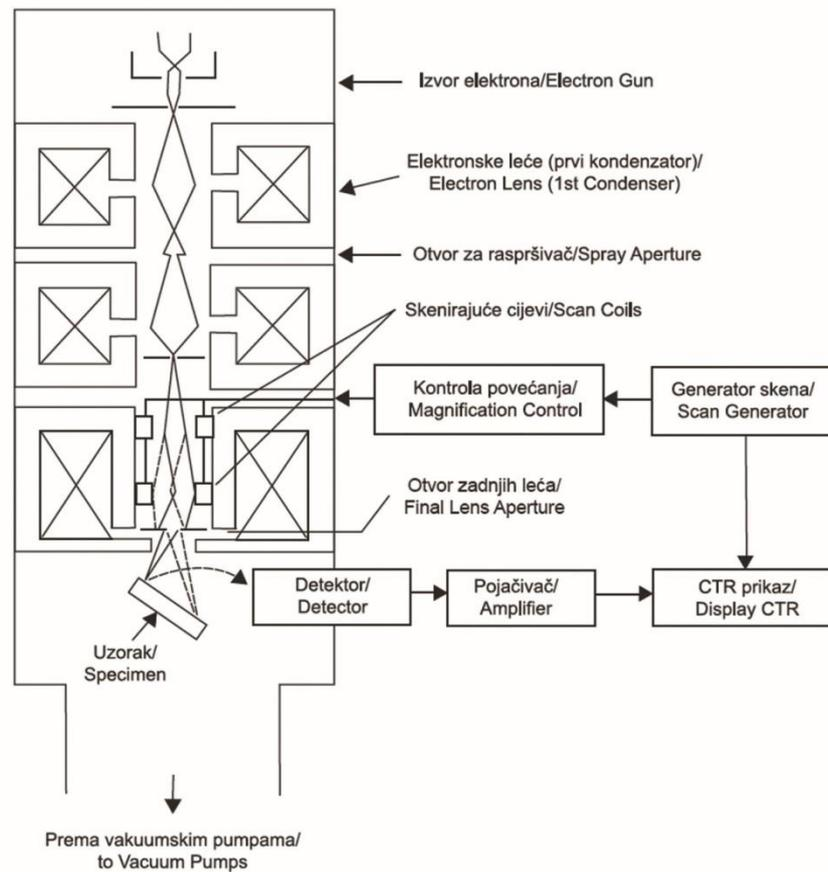 Izvor elektrona/Electron Gun
Elektronske leće (prvi kondenzator)/
Electron Lens (1st Condenser)
Otvor za raspršivač/Spray Aperture
Skenirajuće cijevi/Scan Coils
Kontrola povećanja/
Magnification Control
Generator skena/
Scan Generator
Otvor zadnjih leća/
Final Lens Aperture
Detektor/
Detector
Pojačivač/
Amplifier
CTR prikaz/
Display CTR
Uzorak/
Specimen
Prema vakuumskim pumpama/
to Vacuum Pumps